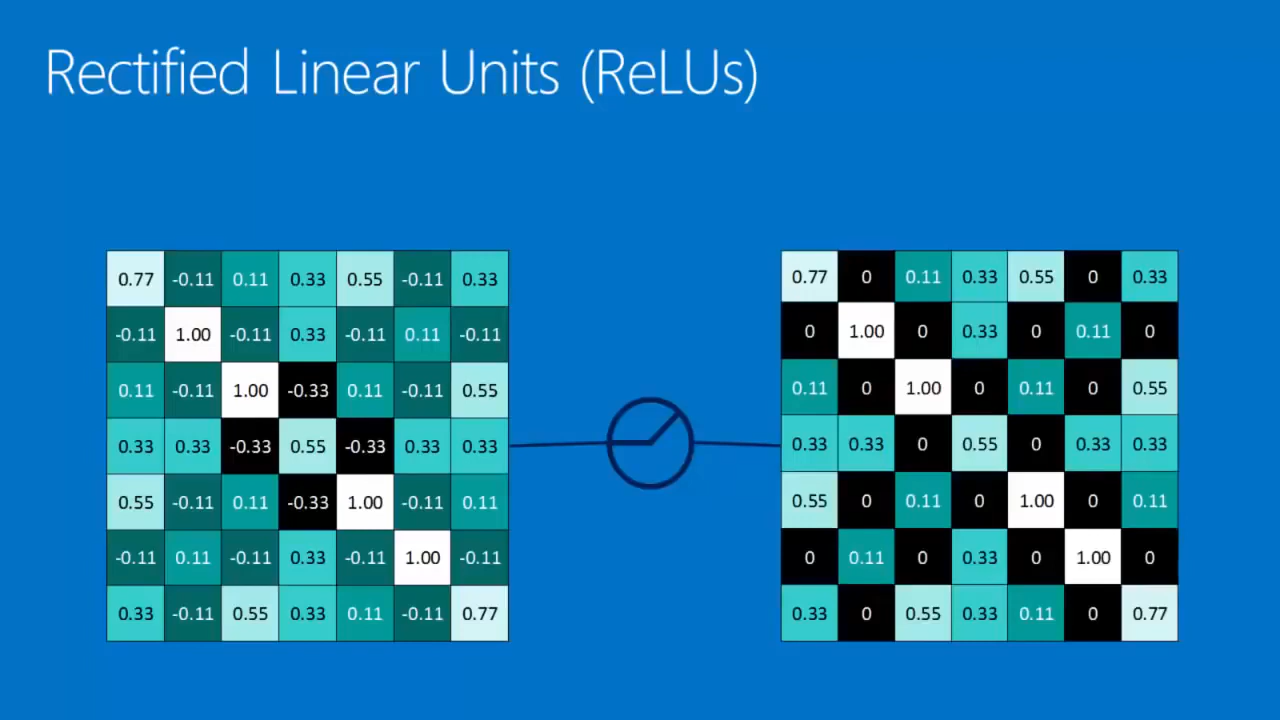 Rectified Linear Units (ReLUs)
0.77 -0.11 0.11 0.33 0.55 -0.11 0.33
-0.11 1.00 -0.11 0.33 -0.11 0.11 -0.11
0.11 -0.11 1.00 -0.33 0.11 -0.11 0.55
0.33 0.33 -0.33 0.55 -0.33 0.33 0.33
0.55 -0.11 0.11 -0.33 1.00 -0.11 0.11
-0.11 0.11 -0.11 0.33 -0.11 1.00 -0.11
0.33 -0.11 0.55 0.33 0.11 -0.11 0.77
0.77 0 0.11 0.33 0.55 0 0.33
0 1.00 0 0.33 0 0.11 0
0.11 0 1.00 0 0.11 0 0.55
0.33 0.33 0 0.55 0 0.33 0.33
0.55 0 0.11 0 1.00 0 0.11
0 0.11 0 0.33 0 1.00 0
0.33 0 0.55 0.33 0.11 0 0.77